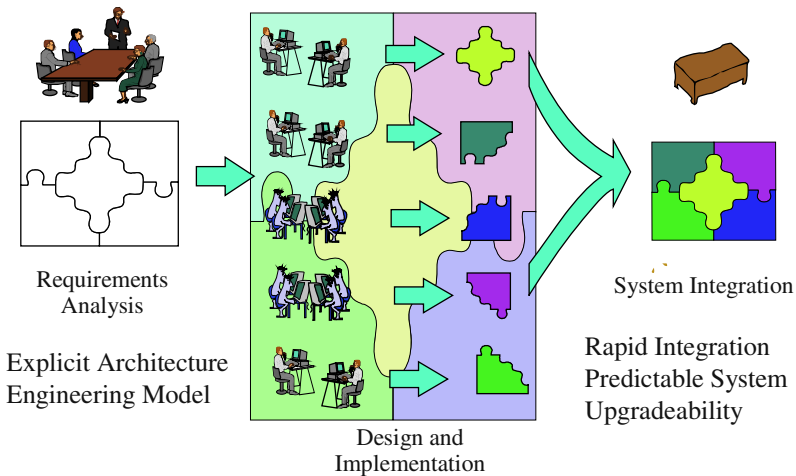 Requirements
Analysis
Explicit Architecture
Engineering Model
Design and
Implementation
System Integration
Rapid Integration
Predictable System
Upgradeability